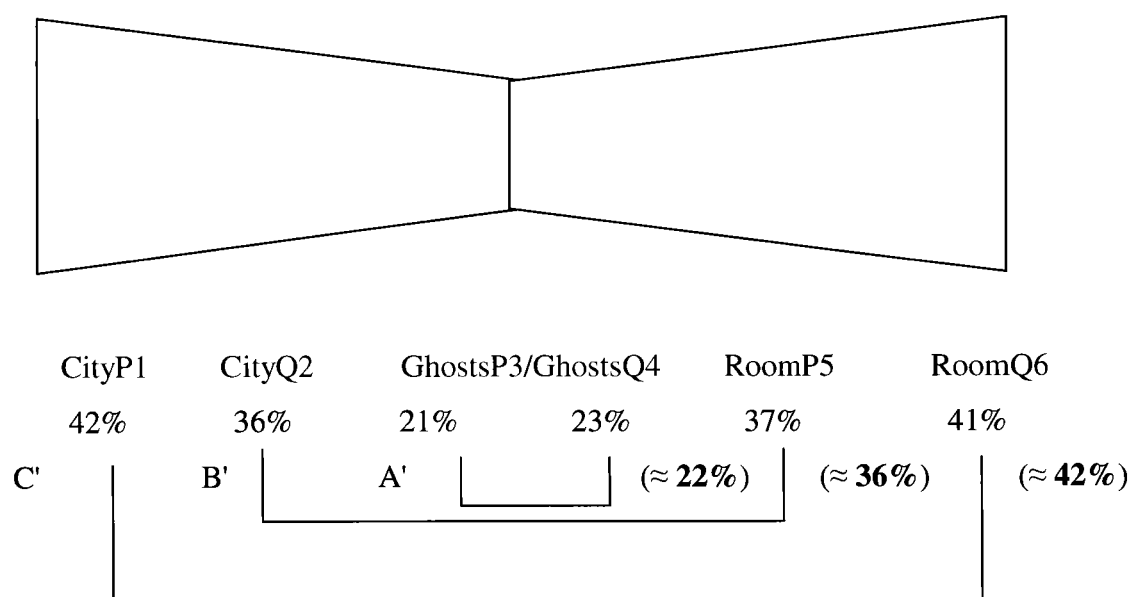 CityP1 CityQ2 GhostsP3/GhostsQ4 RoomP5 RoomQ6
42% 36% 21% 23% 37% 41%
C' B' A' (≈ 22%) (≈ 36%) (≈ 42%)